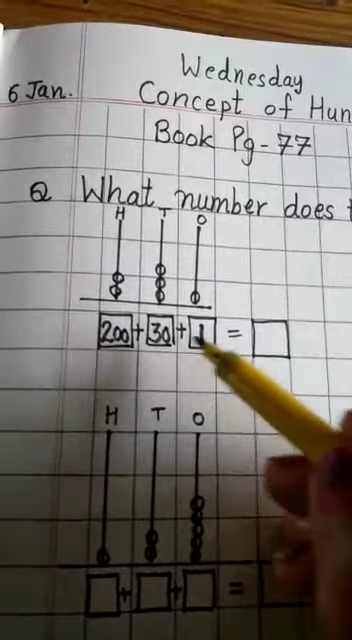 Wednesday
6 Jan.
Concept of Hun
Book Pg-77
Q What number does t
H T O
200 + 30 + 1 =
H T O
+ + =